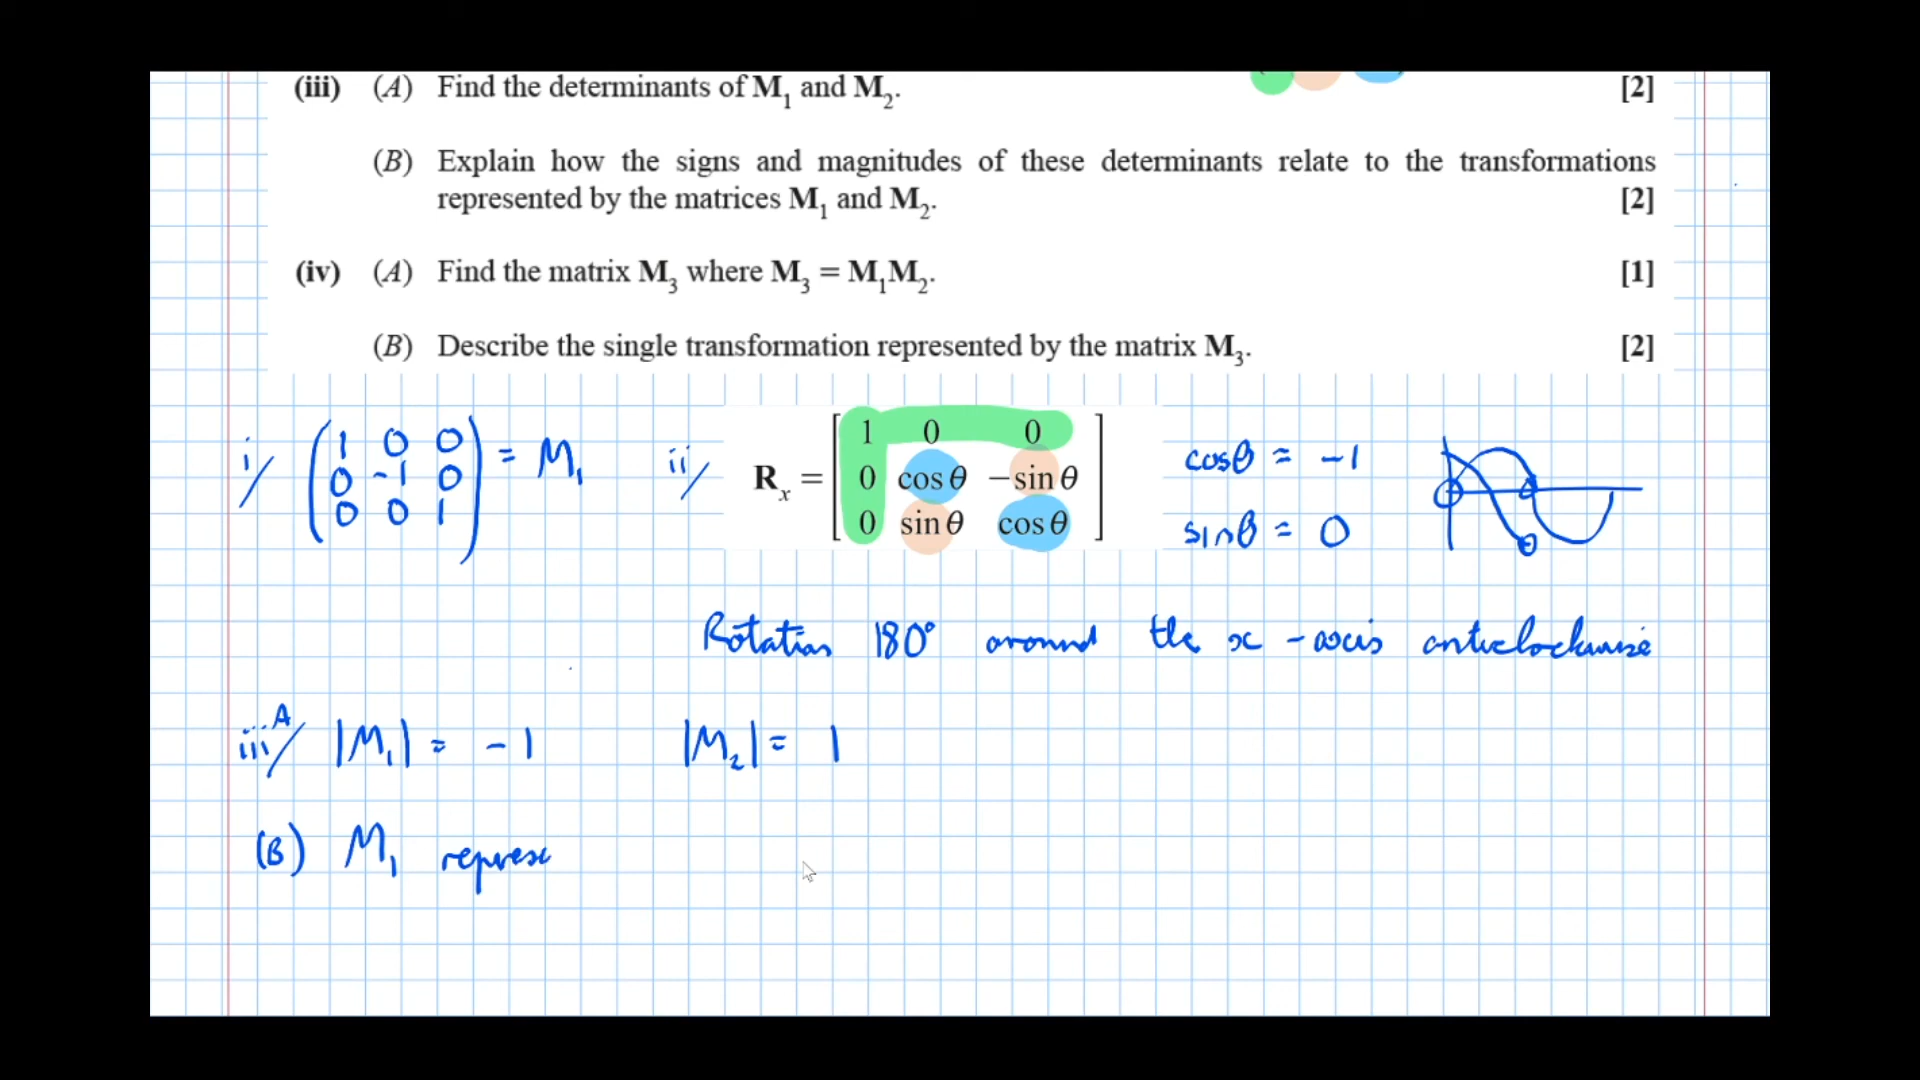 (iii) (A) Find the determinants of M₁ and M₂. [2]
(B) Explain how the signs and magnitudes of these determinants relate to the transformations
represented by the matrices M₁ and M₂. [2]
(iv) (A) Find the matrix M₃ where M₃ = M₁M₂. [1]
(B) Describe the single transformation represented by the matrix M₃. [2]
i/ (1 0 0
0 -1 0
0 0 1) = M₁
ii/ Rₓ = [1 0 0
0 cos θ −sin θ
0 sin θ cos θ]
cosθ = -1
sinθ = 0
Rotation 180° around the x-axis anticlockwise
iii/ A |M₁| = -1 |M₂| = 1
(B) M₁ represe